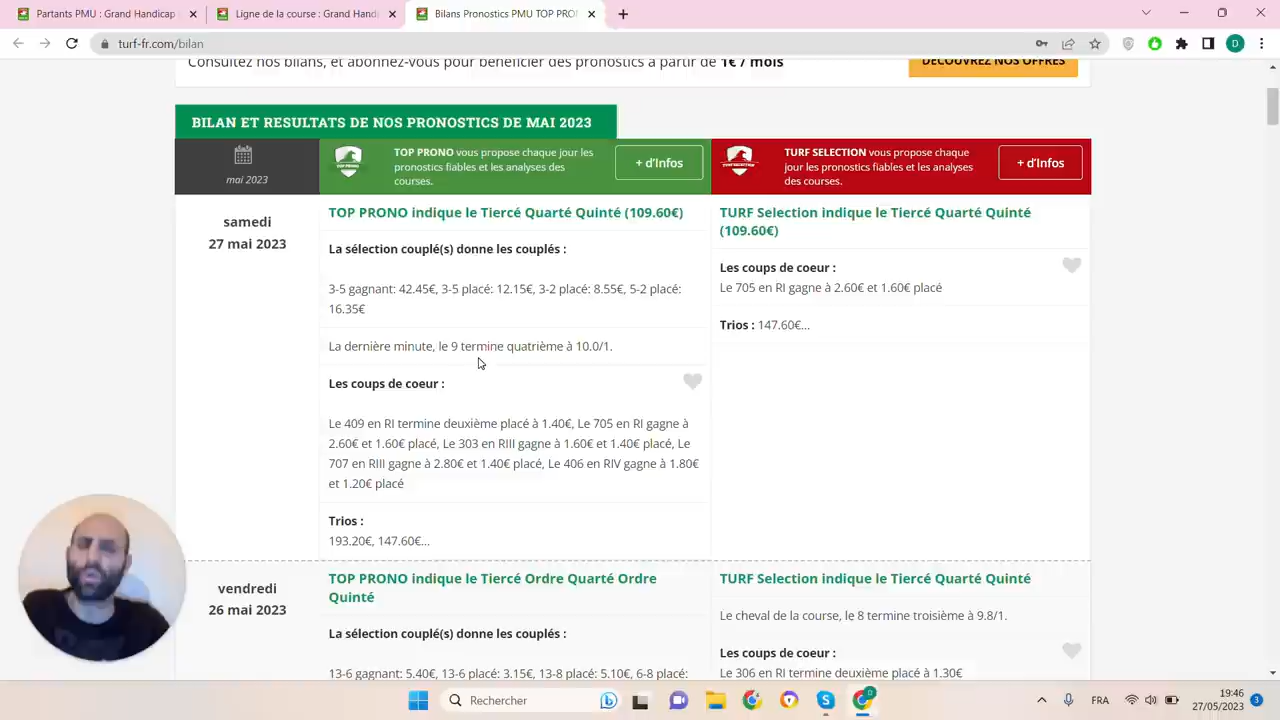 Partants PMU : Grand Handicap
Ligne de la course : Grand Handi
Bilans Pronostics PMU TOP PRON
turf-fr.com/bilan
Consultez nos bilans, et abonnez-vous pour bénéficier des pronostics à partir de 1€ / mois
DÉCOUVREZ NOS OFFRES
BILAN ET RESULTATS DE NOS PRONOSTICS DE MAI 2023
mai 2023
TOP PRONO
TOP PRONO vous propose chaque jour les
pronostics fiables et les analyses des
courses.
+ d'Infos
TURF SELECTION
TURF SELECTION vous propose chaque
jour les pronostics fiables et les analyses
des courses.
+ d'Infos
samedi
27 mai 2023
TOP PRONO indique le Tiercé Quarté Quinté (109.60€)
La sélection couplé(s) donne les couplés :
3-5 gagnant: 42.45€, 3-5 placé: 12.15€, 3-2 placé: 8.55€, 5-2 placé:
16.35€
La dernière minute, le 9 termine quatrième à 10.0/1.
Les coups de coeur :
Le 409 en RI termine deuxième placé à 1.40€, Le 705 en RI gagne à
2.60€ et 1.60€ placé, Le 303 en RIII gagne à 1.60€ et 1.40€ placé, Le
707 en RIII gagne à 2.80€ et 1.40€ placé, Le 406 en RIV gagne à 1.80€
et 1.20€ placé
Trios :
193.20€, 147.60€...
TURF Selection indique le Tiercé Quarté Quinté
(109.60€)
Les coups de coeur :
Le 705 en RI gagne à 2.60€ et 1.60€ placé
Trios : 147.60€...
vendredi
26 mai 2023
TOP PRONO indique le Tiercé Ordre Quarté Ordre
Quinté
La sélection couplé(s) donne les couplés :
13-6 gagnant: 5.40€, 13-6 placé: 3.15€, 13-8 placé: 5.10€, 6-8 placé:
TURF Selection indique le Tiercé Quarté Quinté
Le cheval de la course, le 8 termine troisième à 9.8/1.
Les coups de coeur :
Le 306 en RI termine deuxième placé à 1.30€
Rechercher
FRA
19:46
27/05/2023
3